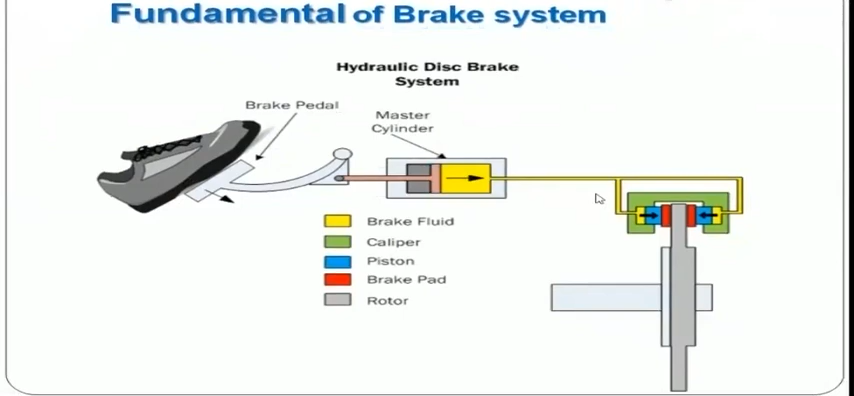 Fundamental of Brake system
Hydraulic Disc Brake
System
Brake Pedal
Master
Cylinder
Brake Fluid
Caliper
Piston
Brake Pad
Rotor